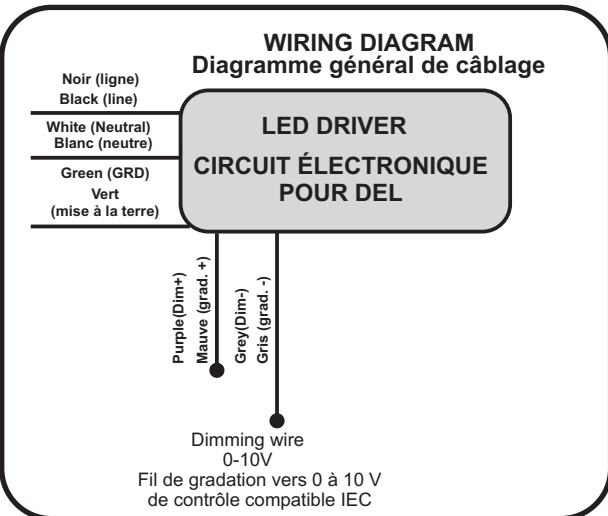 WIRING DIAGRAM
Diagramme général de câblage
Noir (ligne)
Black (line)
White (Neutral)
Blanc (neutre)
Green (GRD)
Vert
(mise à la terre)
LED DRIVER
CIRCUIT ÉLECTRONIQUE
POUR DEL
Purple(Dim+)
Mauve (grad. +)
Grey(Dim-)
Gris (grad. -)
Dimming wire
0-10V
Fil de gradation vers 0 à 10 V
de contrôle compatible IEC